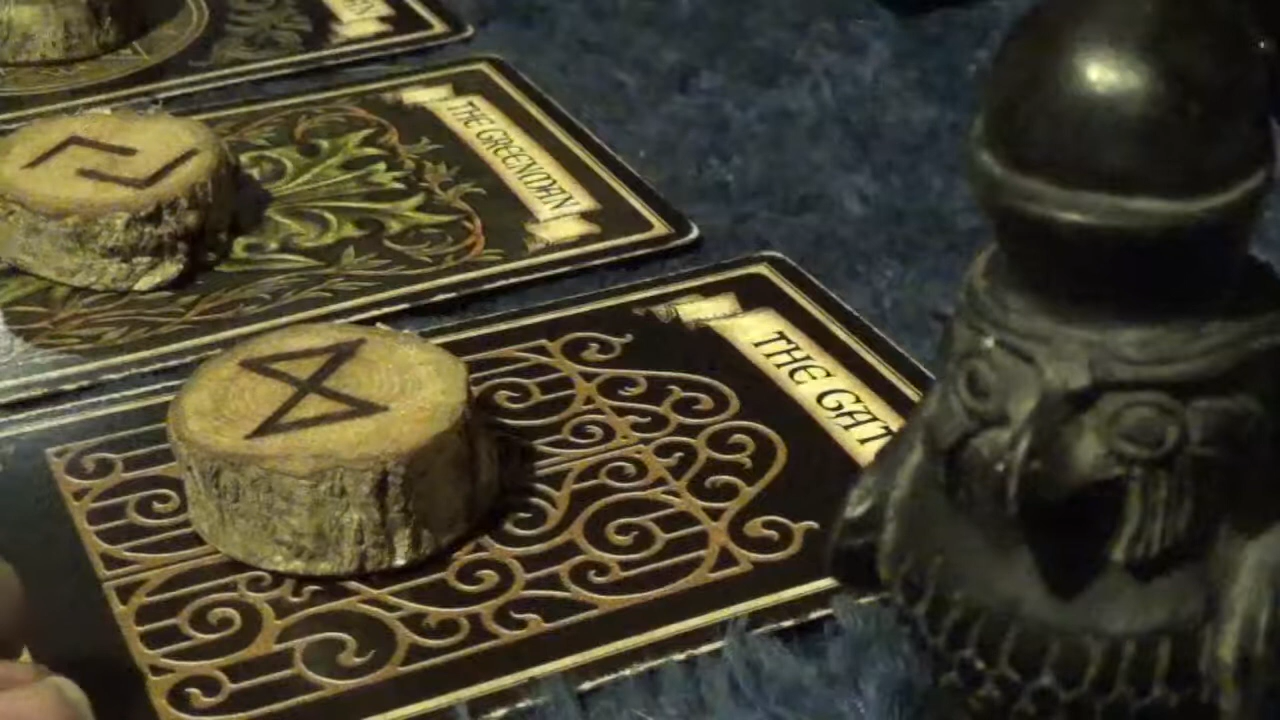 THE GREENMAN
ᛃ
THE GAT
ᛞ